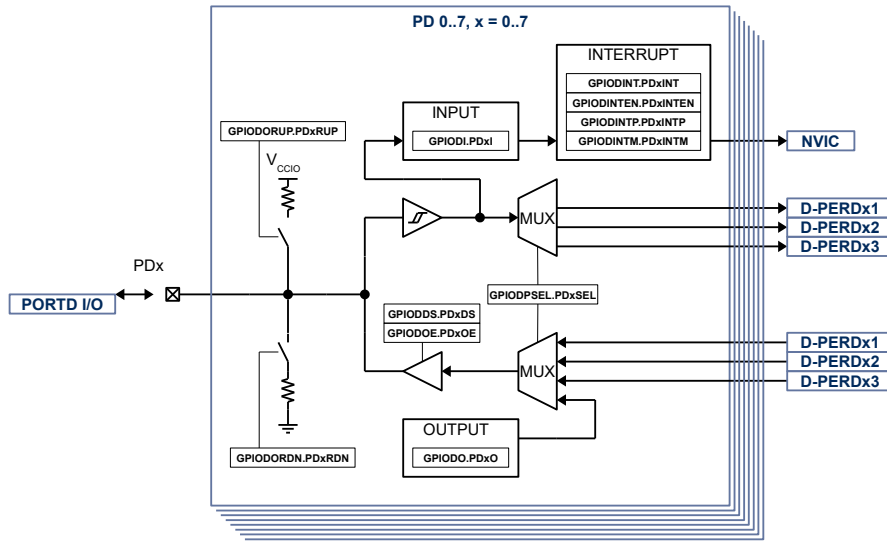 PD 0..7, x = 0..7
INTERRUPT
GPIODINT.PDxINT
GPIODINTEN.PDxINTEN
GPIODINTP.PDxINTP
GPIODINTM.PDxINTM
INPUT
GPIODI.PDxI
NVIC
GPIODORUP.PDxRUP
VCCIO
MUX
D-PERDx1
D-PERDx2
D-PERDx3
PDx
PORTD I/O
GPIODPSEL.PDxSEL
GPIODDS.PDxDS
GPIODOE.PDxOE
MUX
D-PERDx1
D-PERDx2
D-PERDx3
OUTPUT
GPIODO.PDxO
GPIODORDN.PDxRDN